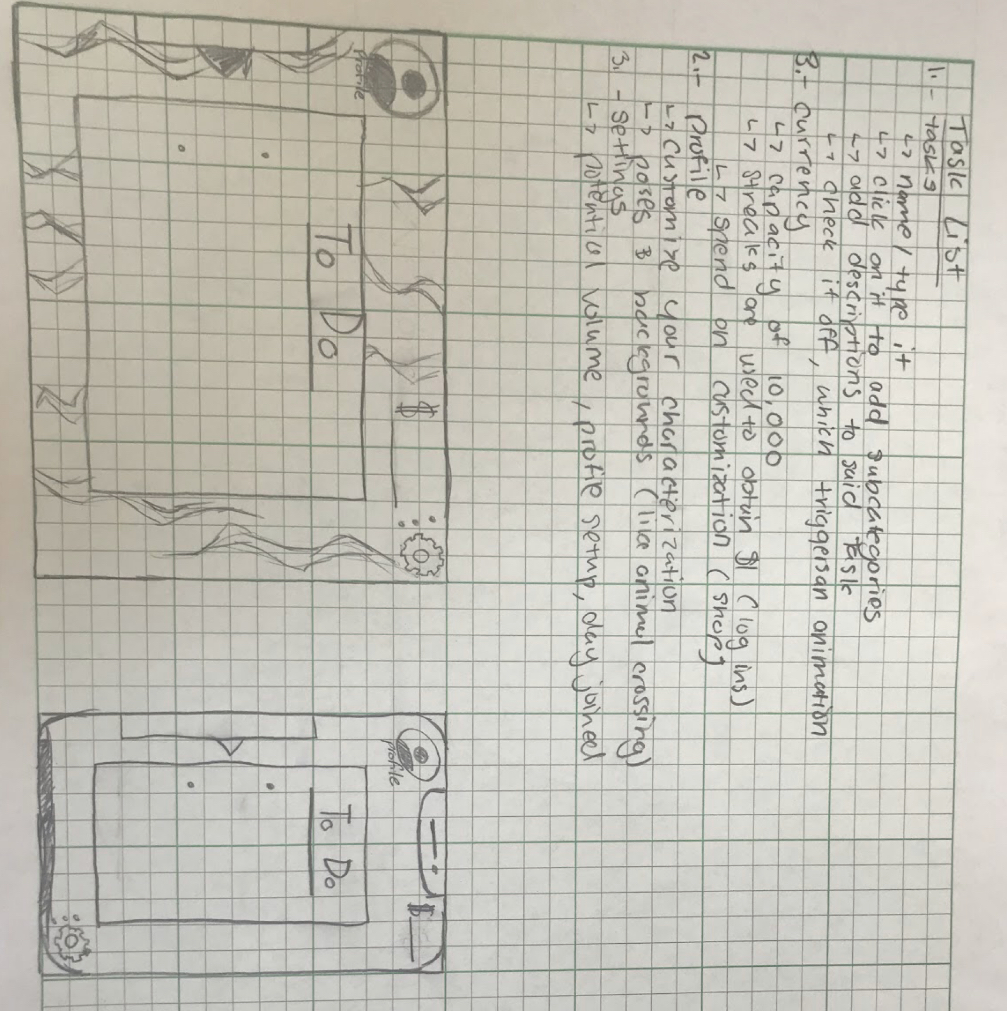 Task List
1.- tasks
↳ name/type it
↳ click on it to add subcategories
↳ add descriptions to said task
↳ check it off, which triggers an animation
3.- currency
↳ capacity of 10,000
↳ streaks are used to obtain $ (log ins)
↳ spend on customization (shop)
2.- Profile
↳ customize your characterization
↳ poses & backgrounds (like animal crossing)
3.- settings
↳ potential volume, profile setup, day joined
profile
$
To Do
profile
$
To Do